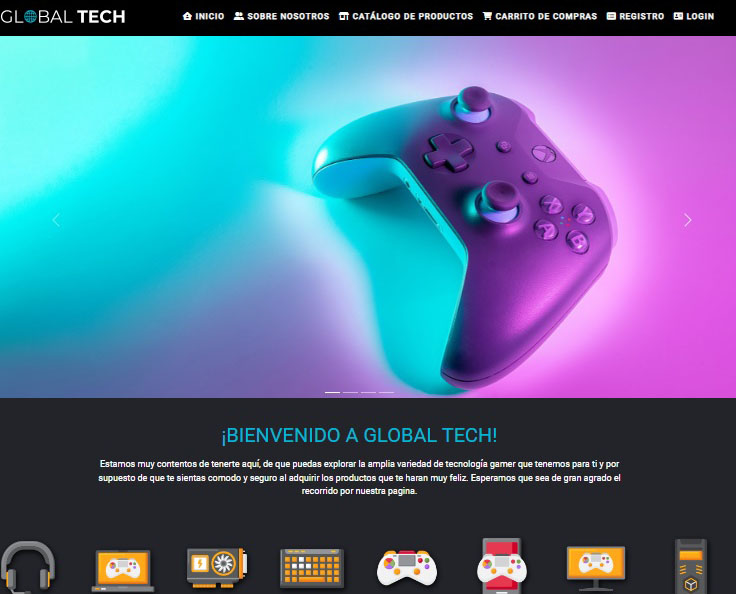 GLOBAL TECH
INICIO SOBRE NOSOTROS CATÁLOGO DE PRODUCTOS CARRITO DE COMPRAS REGISTRO LOGIN
X Y
A B
¡BIENVENIDO A GLOBAL TECH!
Estamos muy contentos de tenerte aquí, de que puedas explorar la amplia variedad de tecnología gamer que tenemos para ti y por
supuesto de que te sientas comodo y seguro al adquirir los productos que te haran muy feliz. Esperamos que sea de gran agrado el
recorrido por nuestra pagina.